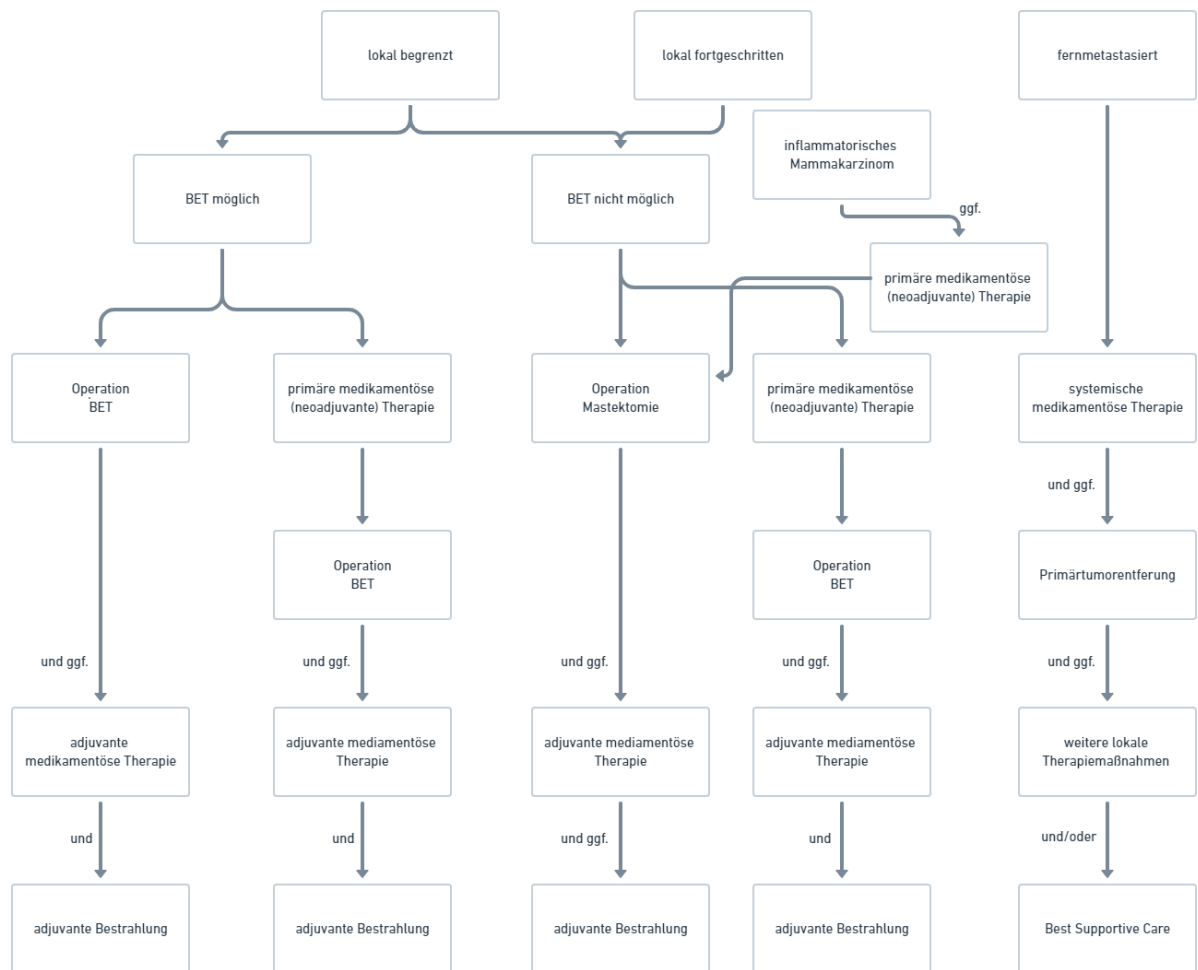 lokal begrenzt
lokal fortgeschritten
fernmetastasiert
inflammatorisches
Mammakarzinom
BET möglich
BET nicht möglich
ggf.
primäre medikamentöse
(neoadjuvante) Therapie
Operation
BET
primäre medikamentöse
(neoadjuvante) Therapie
Operation
Mastektomie
primäre medikamentöse
(neoadjuvante) Therapie
systemische
medikamentöse Therapie
und ggf.
Operation
BET
Operation
BET
Primärtumorentferung
und ggf.
und ggf.
und ggf.
und ggf.
und ggf.
adjuvante
medikamentöse Therapie
adjuvante mediamentöse
Therapie
adjuvante mediamentöse
Therapie
adjuvante mediamentöse
Therapie
weitere lokale
Therapiemaßnahmen
und
und
und ggf.
und
und/oder
adjuvante Bestrahlung
adjuvante Bestrahlung
adjuvante Bestrahlung
adjuvante Bestrahlung
Best Supportive Care